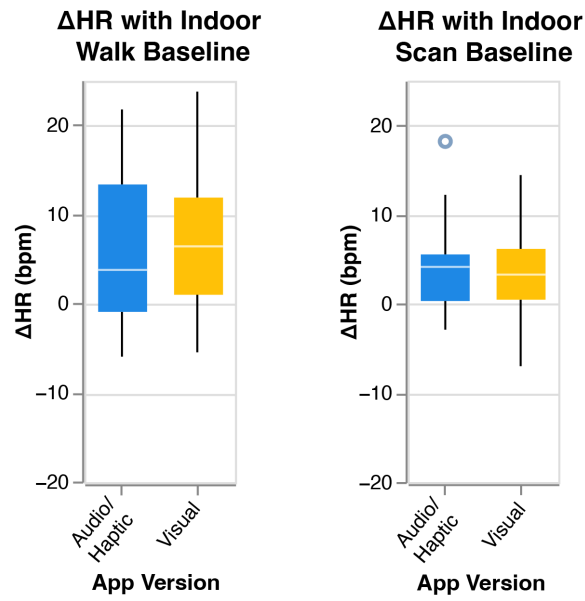 ΔHR with Indoor
Walk Baseline
ΔHR (bpm)
20
10
0
−10
−20
Audio/
Haptic
Visual
App Version
ΔHR with Indoor
Scan Baseline
ΔHR (bpm)
20
10
0
−10
−20
Audio/
Haptic
Visual
App Version